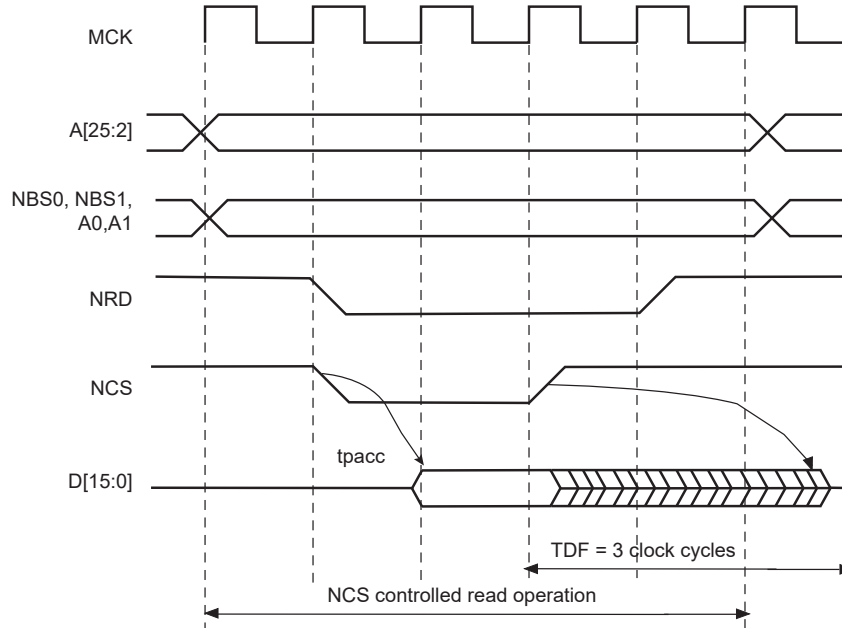 MCK
A[25:2]
NBS0, NBS1,
A0,A1
NRD
NCS
tpacc
D[15:0]
TDF = 3 clock cycles
NCS controlled read operation